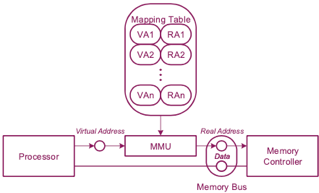 Mapping Table
VA1 RA1
VA2 RA2
VAn RAn
Virtual Address
Real Address
Processor
MMU
Data
Memory
Controller
Memory Bus